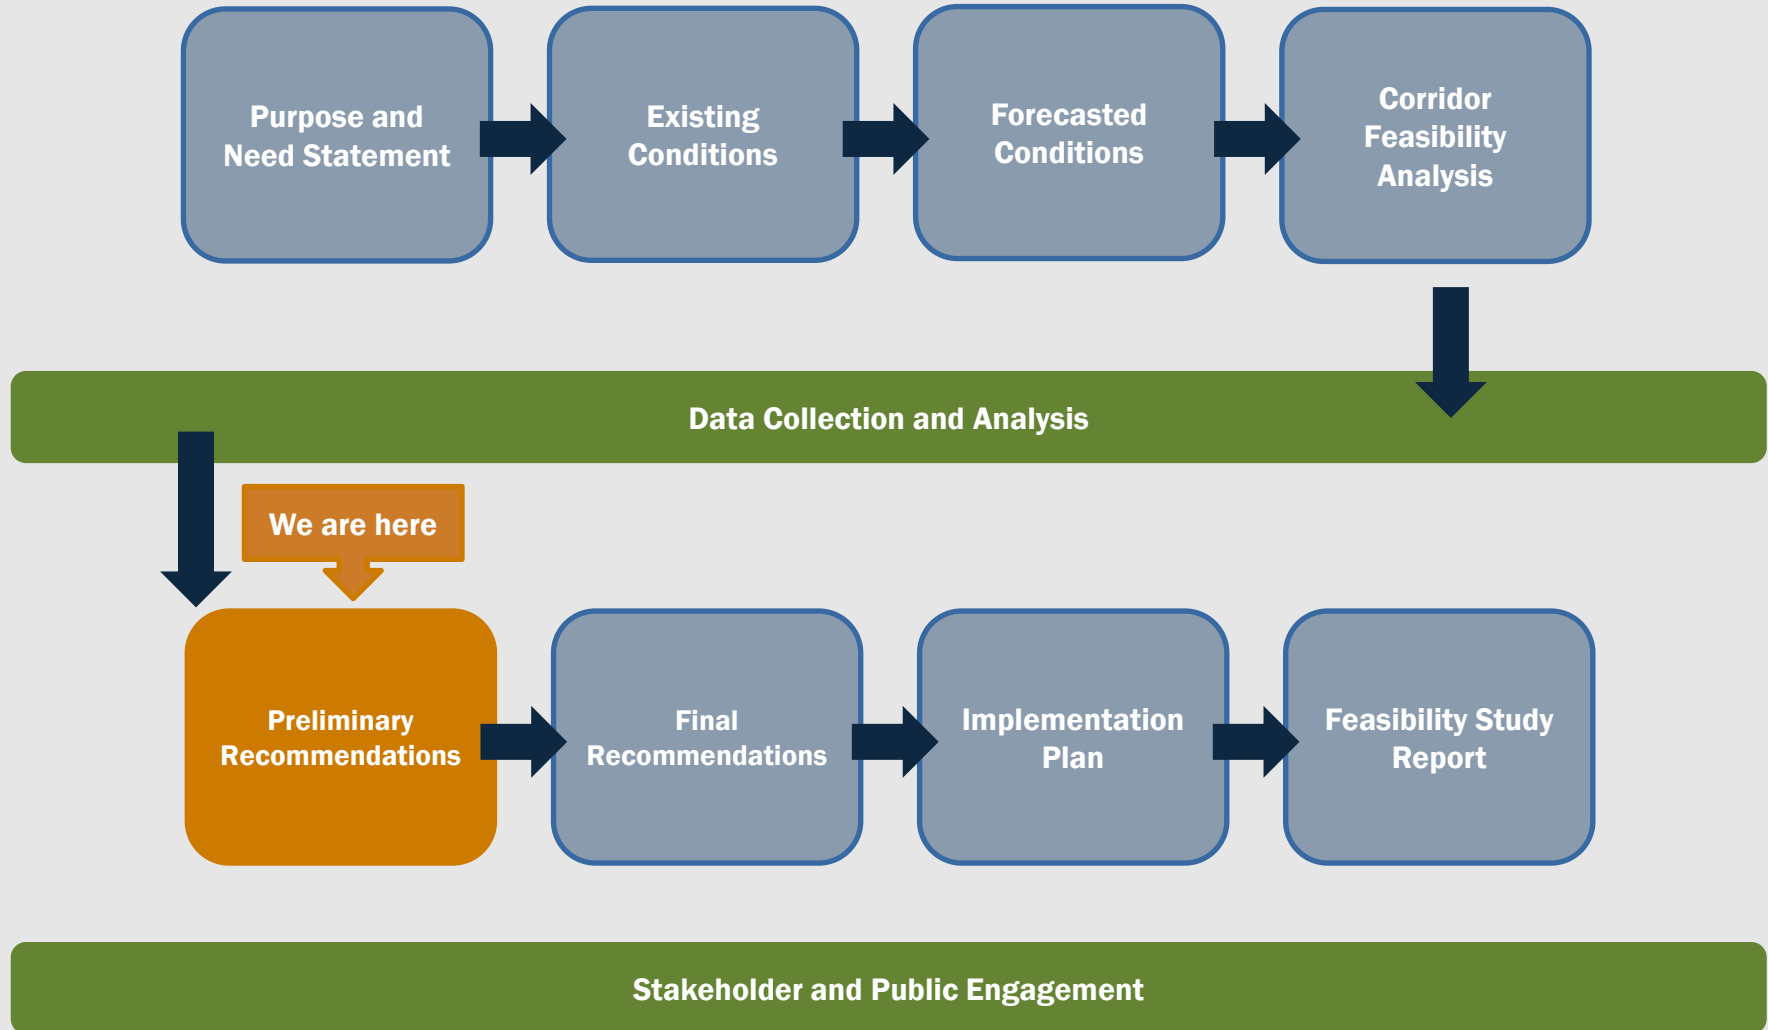 Purpose and
Need Statement
Existing
Conditions
Forecasted
Conditions
Corridor
Feasibility
Analysis
Data Collection and Analysis
We are here
Preliminary
Recommendations
Final
Recommendations
Implementation
Plan
Feasibility Study
Report
Stakeholder and Public Engagement